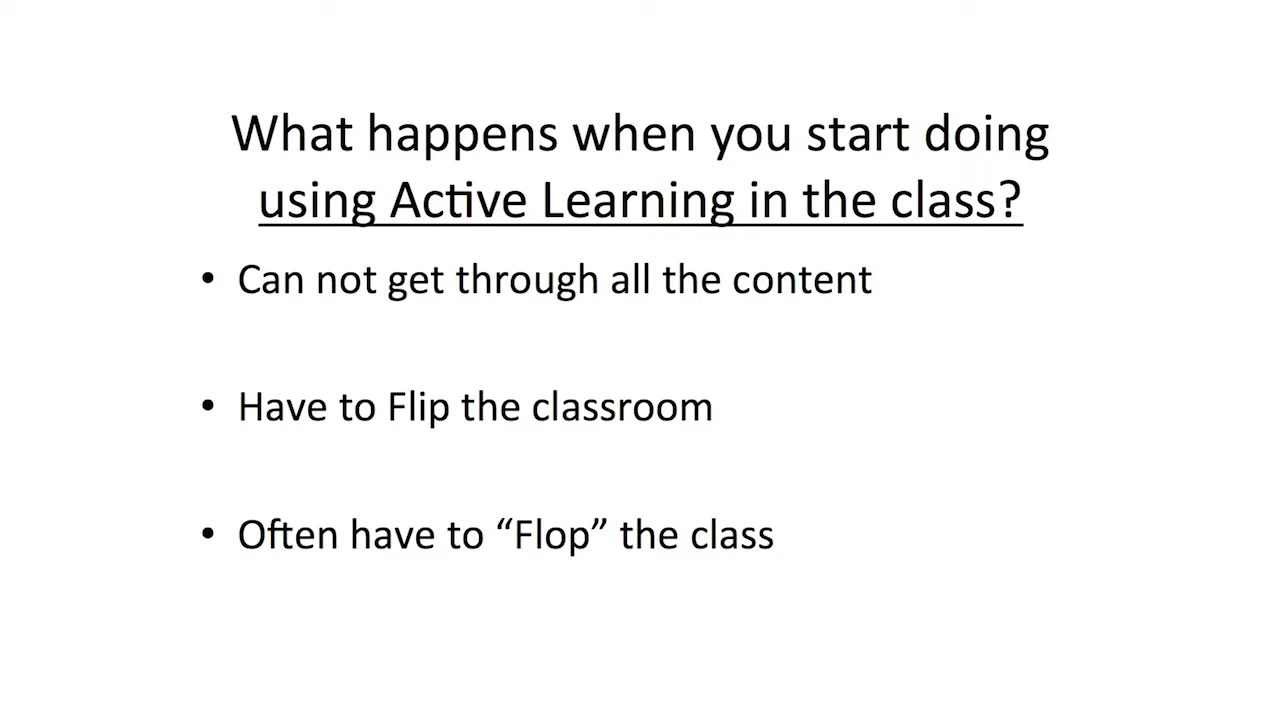 What happens when you start doing
using Active Learning in the class?
• Can not get through all the content
• Have to Flip the classroom
• Often have to “Flop” the class